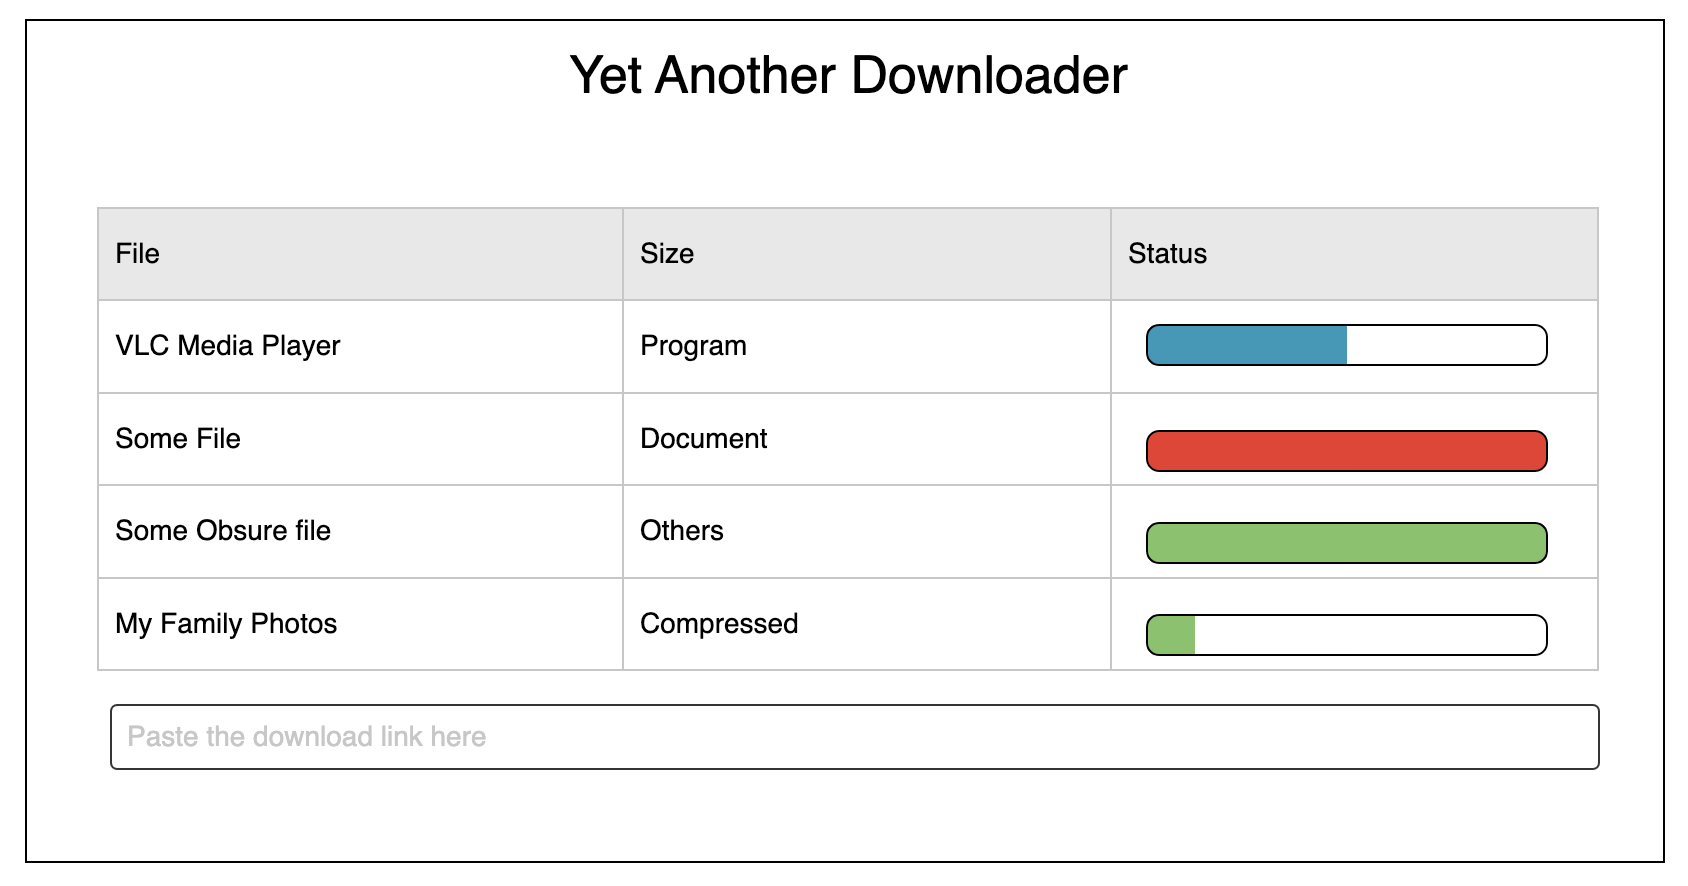 Yet Another Downloader
File Size Status
VLC Media Player Program
Some File Document
Some Obsure file Others
My Family Photos Compressed
Paste the download link here